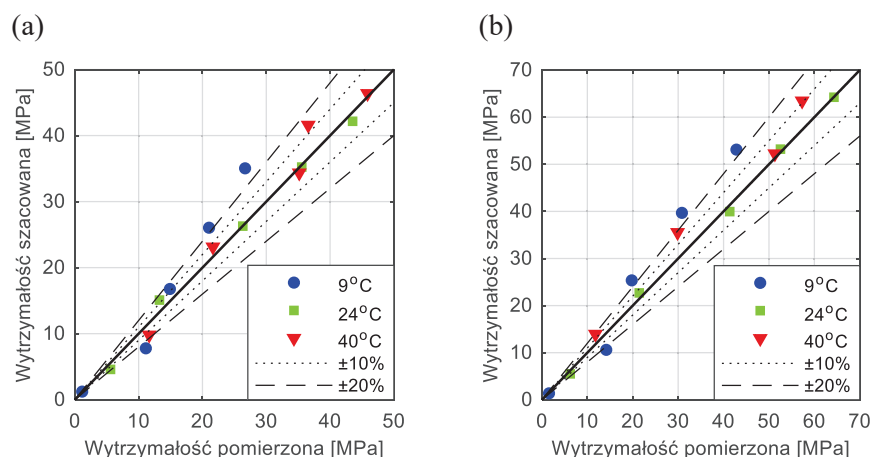 (a)
50
40
30
20
10
0
0 10 20 30 40 50
Wytrzymałość szacowana [MPa]
Wytrzymałość pomierzona [MPa]
9°C
24°C
40°C
±10%
±20%
(b)
70
60
50
40
30
20
10
0
0 10 20 30 40 50 60 70
Wytrzymałość szacowana [MPa]
Wytrzymałość pomierzona [MPa]
9°C
24°C
40°C
±10%
±20%